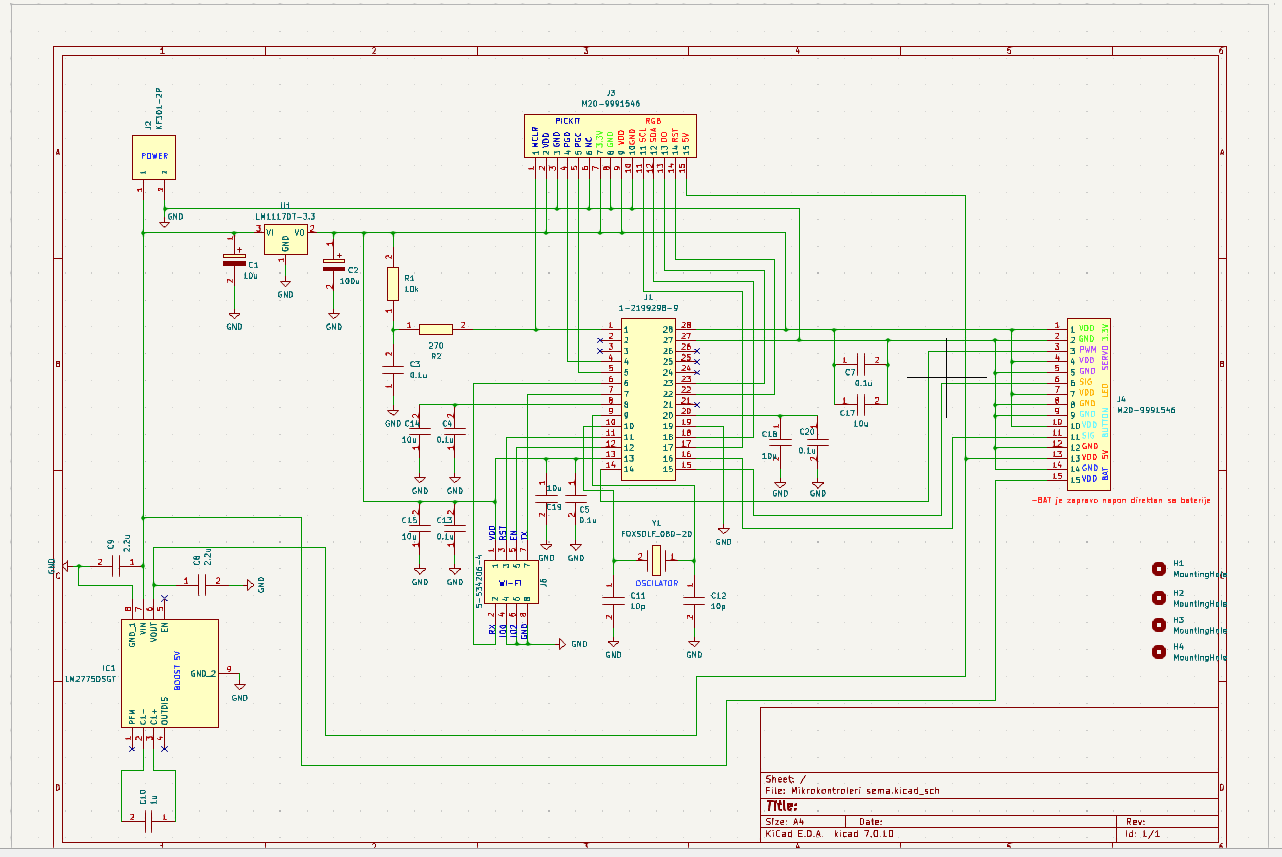 1 2 3 4 5 6
A
B
C
D
J2
KF301-2P
POWER
1 2
GND
U1
LM1117DT-3.3
VI VO
GND
3 2
1
GND
C1
10u
GND
C2
100u
GND
R1
10k
270
R2
C3
0.1u
GND
J3
M20-9991546
PICKIT RGB
MCLR
VDD
GND
PGD
PGC
NC
3.3V
GND
VDD
GND
SCL
SDA
DO
RST
5V
1 2 3 4 5 6 7 8 9 10 11 12 13 14 15
J1
1-2199298-9
1 28
2 27
3 26
4 25
5 24
6 23
7 22
8 21
9 20
10 19
11 18
12 17
13 16
14 15
C14
10u
GND
C4
0.1u
GND
C15
10u
GND
C13
0.1u
GND
10u
C19
GND
C5
0.1u
GND
C7
0.1u
C17
10u
C18
10u
GND
C20
0.1u
GND
GND
Y1
FOXSDLF_080-20
OSCILATOR
C11
10p
GND
C12
10p
GND
VDD
RST
EN
TX
1 3 5 7
WI-FI
J6
5-534206-4
2 4 6 8
RX
IO0
IO2
GND
GND
1 VDD
2 GND
3 PWM
4 VDD
5 GND
6 SIG
7 VDD
8 GND
9 GND
10 VDD
11 SIG
12 GND
13 VDD
14 GND
15 VDD
3.3V
SERVO
LED
BUTTON
5V
BAT
J4
M20-9991546
-BAT je zapravo napon direktan sa baterije
H1
MountingHole
H2
MountingHole
H3
MountingHole
H4
MountingHole
GND
C9
2.2u
C8
2.2u
GND
8 7 6 5
GND_1
VIN
VOUT
EN
IC1
LM2775DSGT
BOOST 5V
GND_2
9
GND
PFM
C1-
C1+
OUTDIS
1 2 3 4
C10
1u
2 1
Sheet: /
File: Mikrokontroleri sema.kicad_sch
Title:
Size: A4 Date: Rev:
KiCad E.D.A. kicad 7.0.10 Id: 1/1